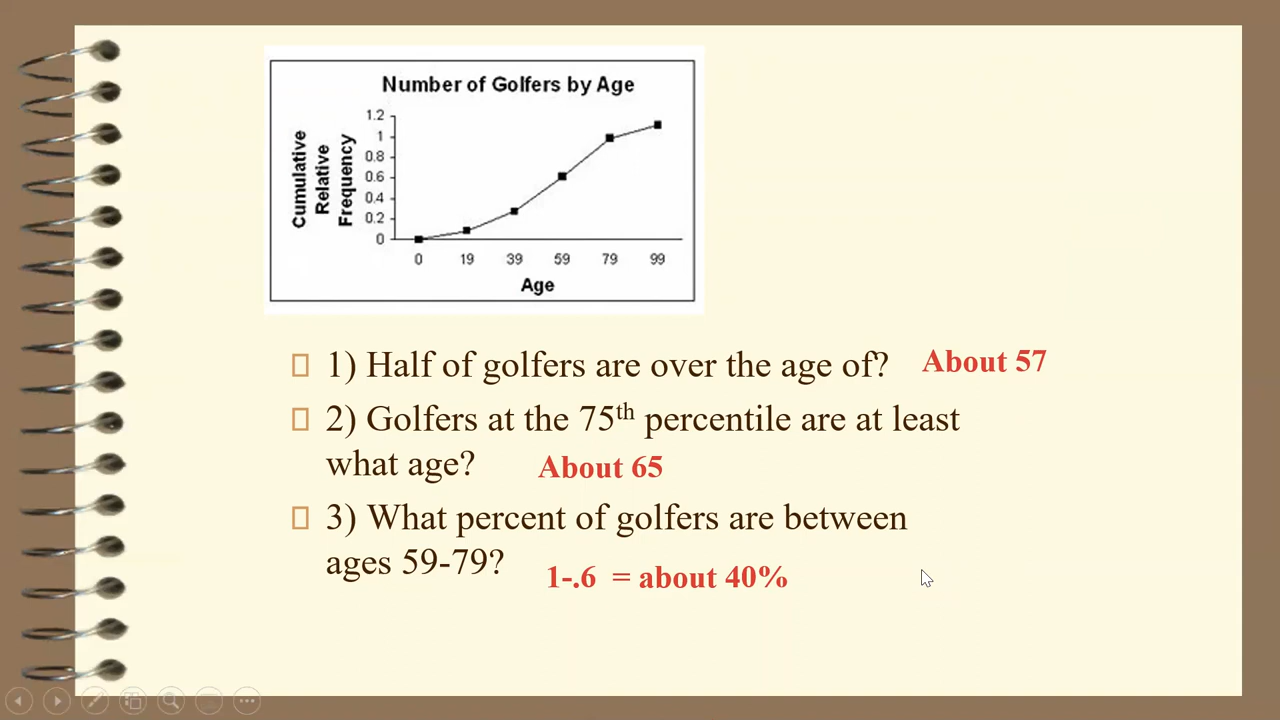 Number of Golfers by Age
Cumulative
Relative
Frequency
1.2
1
0.8
0.6
0.4
0.2
0
0 19 39 59 79 99
Age
1) Half of golfers are over the age of? About 57
2) Golfers at the 75th percentile are at least
what age? About 65
3) What percent of golfers are between
ages 59-79? 1-.6 = about 40%